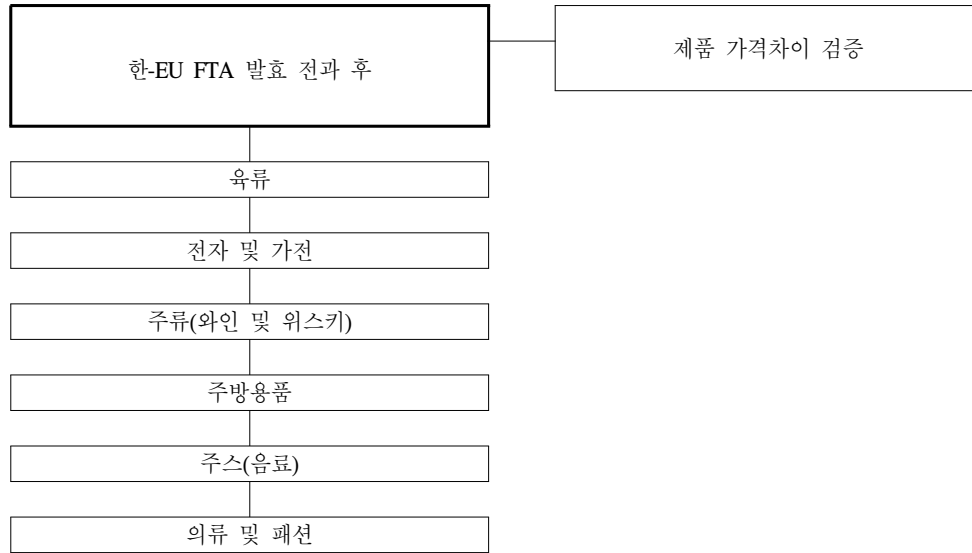 한-EU FTA 발효 전과 후
제품 가격차이 검증
육류
전자 및 가전
주류(와인 및 위스키)
주방용품
주스(음료)
의류 및 패션